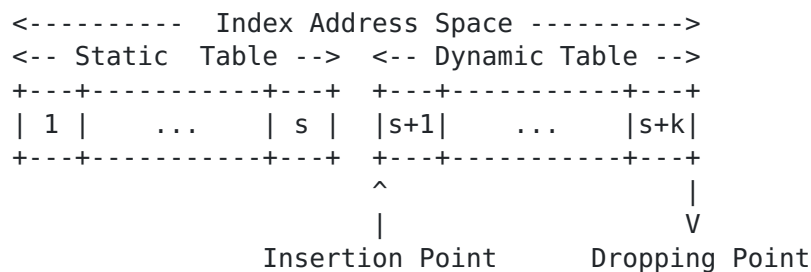 <----------  Index Address Space ---------->
<-- Static  Table -->  <-- Dynamic Table -->
+---+-----------+---+  +---+-----------+---+
| 1 |    ...    | s |  |s+1|    ...    |s+k|
+---+-----------+---+  +---+-----------+---+
                       ^                   |
                       |                   V
                Insertion Point      Dropping Point